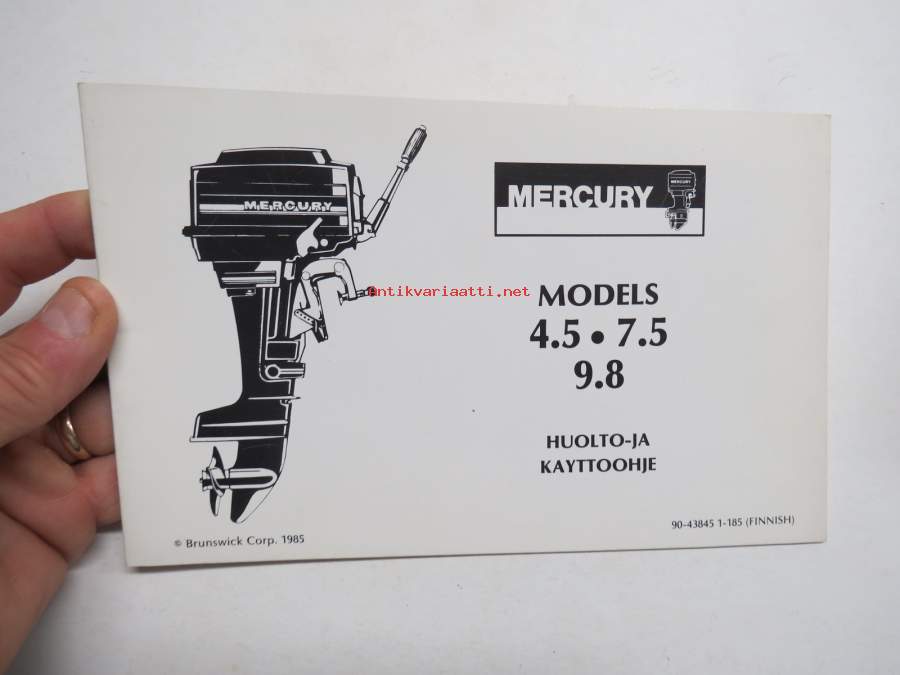 MERCURY
MERCURY
MERCURY
Antikvariaatti.net
MODELS
4.5 • 7.5
9.8
HUOLTO-JA
KAYTTOOHJE
90-43845 1-185 (FINNISH)
© Brunswick Corp. 1985